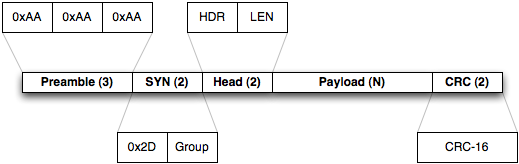 0xAA 0xAA 0xAA HDR LEN
Preamble (3) SYN (2) Head (2) Payload (N) CRC (2)
0x2D Group CRC-16